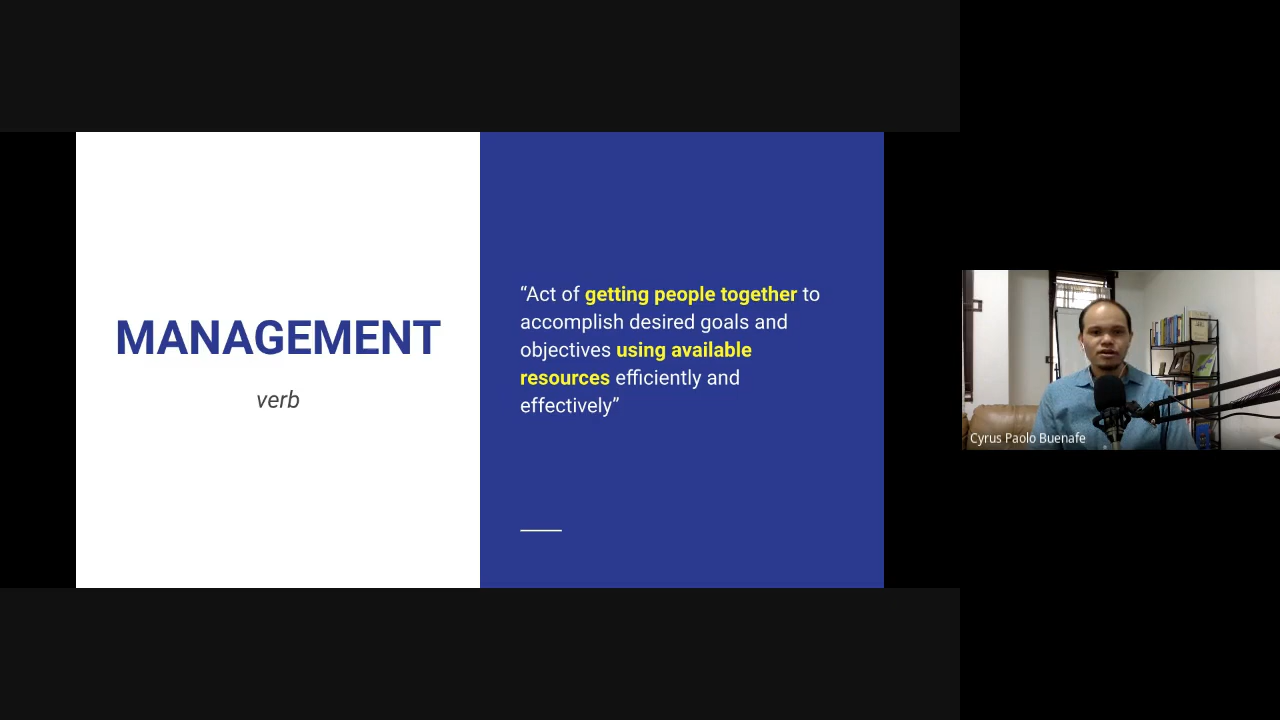 MANAGEMENT
verb
“Act of getting people together to
accomplish desired goals and
objectives using available
resources efficiently and
effectively”
Cyrus Paolo Buenafe